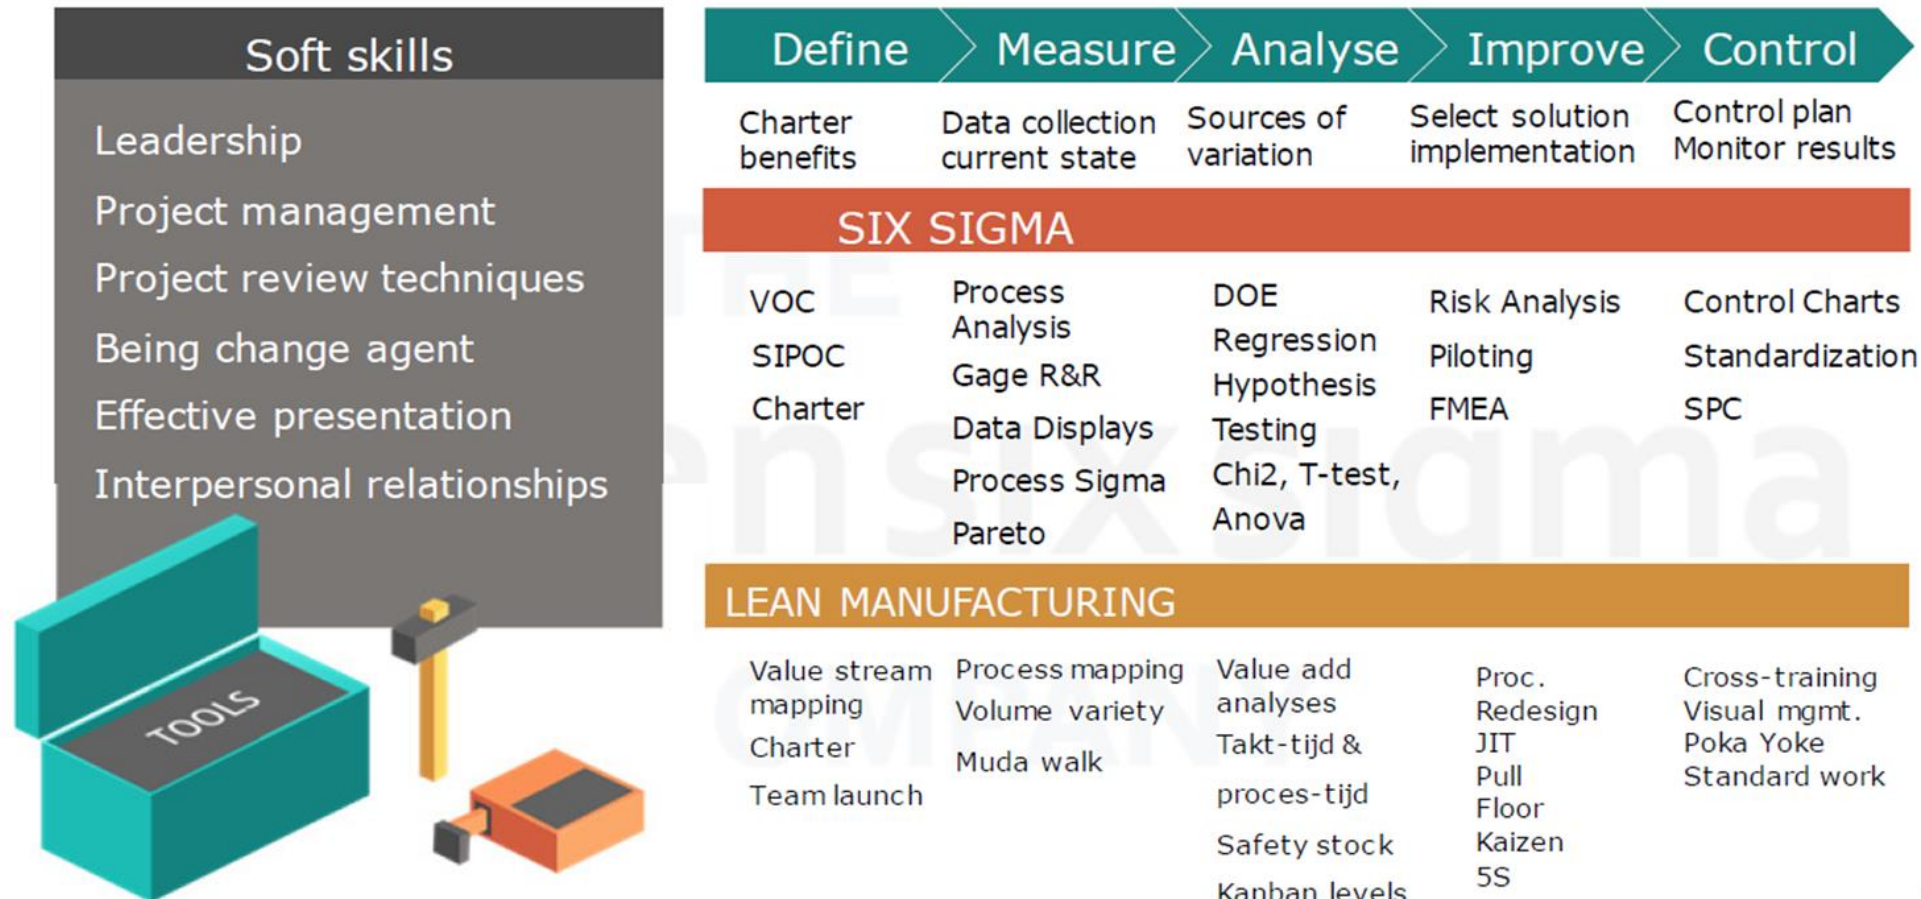 Soft skills
Leadership
Project management
Project review techniques
Being change agent
Effective presentation
Interpersonal relationships
TOOLS
Define
Measure
Analyse
Improve
Control
Charter
benefits
Data collection
current state
Sources of
variation
Select solution
implementation
Control plan
Monitor results
SIX SIGMA
VOC
SIPOC
Charter
Process
Analysis
Gage R&R
Data Displays
Process Sigma
Pareto
DOE
Regression
Hypothesis
Testing
Chi2, T-test,
Anova
Risk Analysis
Piloting
FMEA
Control Charts
Standardization
SPC
LEAN MANUFACTURING
Value stream
mapping
Charter
Team launch
Process mapping
Volume variety
Muda walk
Value add
analyses
Takt-tijd &
proces-tijd
Safety stock
Kanban levels
Proc.
Redesign
JIT
Pull
Floor
Kaizen
5S
Cross-training
Visual mgmt.
Poka Yoke
Standard work
THE
sixsigma